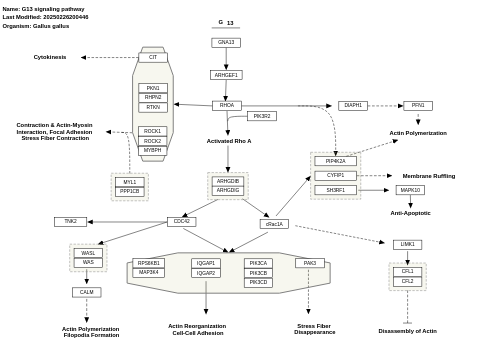 Name: G13 signaling pathway
Last Modified: 20250226200446
Organism: Gallus gallus
G 13
GNA13
Cytokinesis
CIT
ARHGEF1
PKN1
RHPN2
RTKN
RHOA
DIAPH1
PFN1
PIK3R2
Contraction & Actin-Myosin
Interaction, Focal Adhesion
Stress Fiber Contraction
ROCK1
ROCK2
MYBPH
Activated Rho A
Actin Polymerization
PIP4K2A
CYFIP1
SH3RF1
Membrane Ruffling
MAPK10
MYL1
PPP1CB
ARHGDIB
ARHGDIG
Anti-Apoptotic
TNK2
CDC42
cRac1A
LIMK1
WASL
WAS
RPS6KB1
MAP3K4
IQGAP1
IQGAP2
PIK3CA
PIK3CB
PIK3CD
PAK3
CFL1
CFL2
CALM
Actin Polymerization
Filopodia Formation
Actin Reorganization
Cell-Cell Adhesion
Stress Fiber
Disappearance
Disassembly of Actin